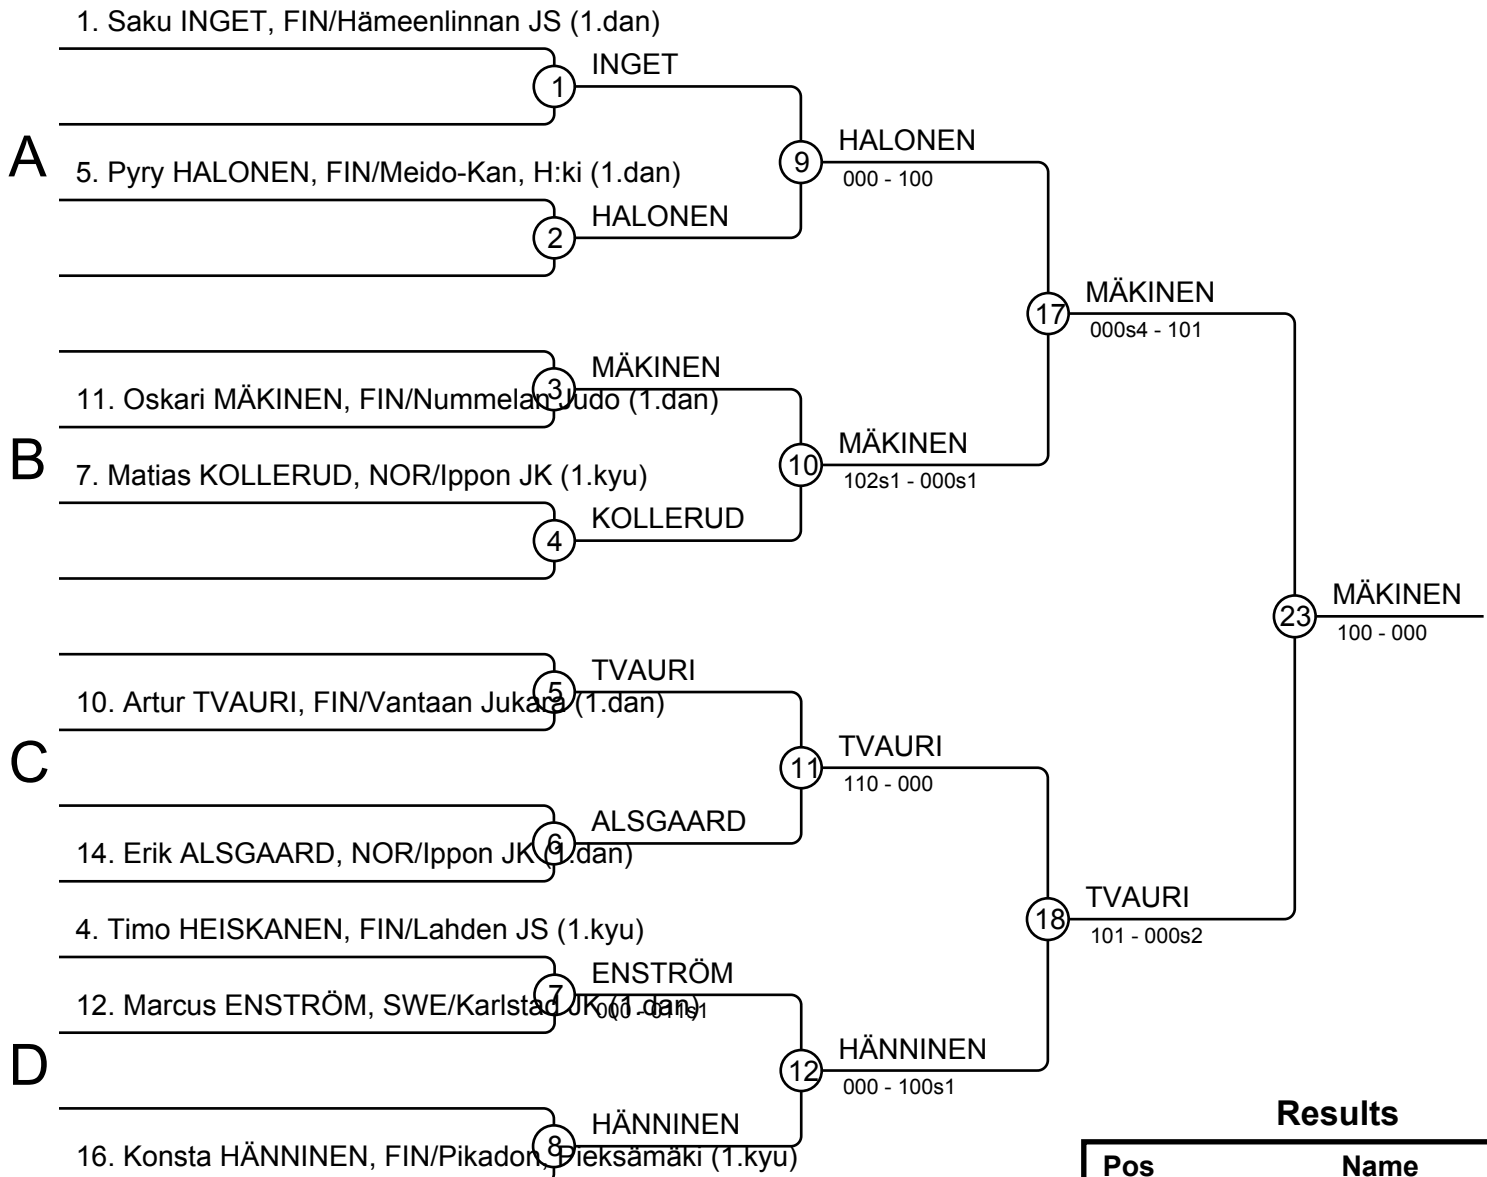 1. Saku INGET, FIN/Hämeenlinnan JS (1.dan)
INGET
1
A
HALONEN
9
000 - 100
5. Pyry HALONEN, FIN/Meido-Kan, H:ki (1.dan)
HALONEN
2
MÄKINEN
17
000s4 - 101
MÄKINEN
3
11. Oskari MÄKINEN, FIN/Nummelan Judo (1.dan)
B
MÄKINEN
10
102s1 - 000s1
7. Matias KOLLERUD, NOR/Ippon JK (1.kyu)
KOLLERUD
4
MÄKINEN
23
100 - 000
TVAURI
5
10. Artur TVAURI, FIN/Vantaan Jukara (1.dan)
C
TVAURI
11
110 - 000
ALSGAARD
6
14. Erik ALSGAARD, NOR/Ippon JK (1.dan)
TVAURI
18
101 - 000s2
4. Timo HEISKANEN, FIN/Lahden JS (1.kyu)
ENSTRÖM
7
12. Marcus ENSTRÖM, SWE/Karlstad JK (1.dan)
000 - 011s1
D
HÄNNINEN
12
000 - 100s1
HÄNNINEN
8
16. Konsta HÄNNINEN, FIN/Pikadon, Pieksämäki (1.kyu)
Results
Pos Name